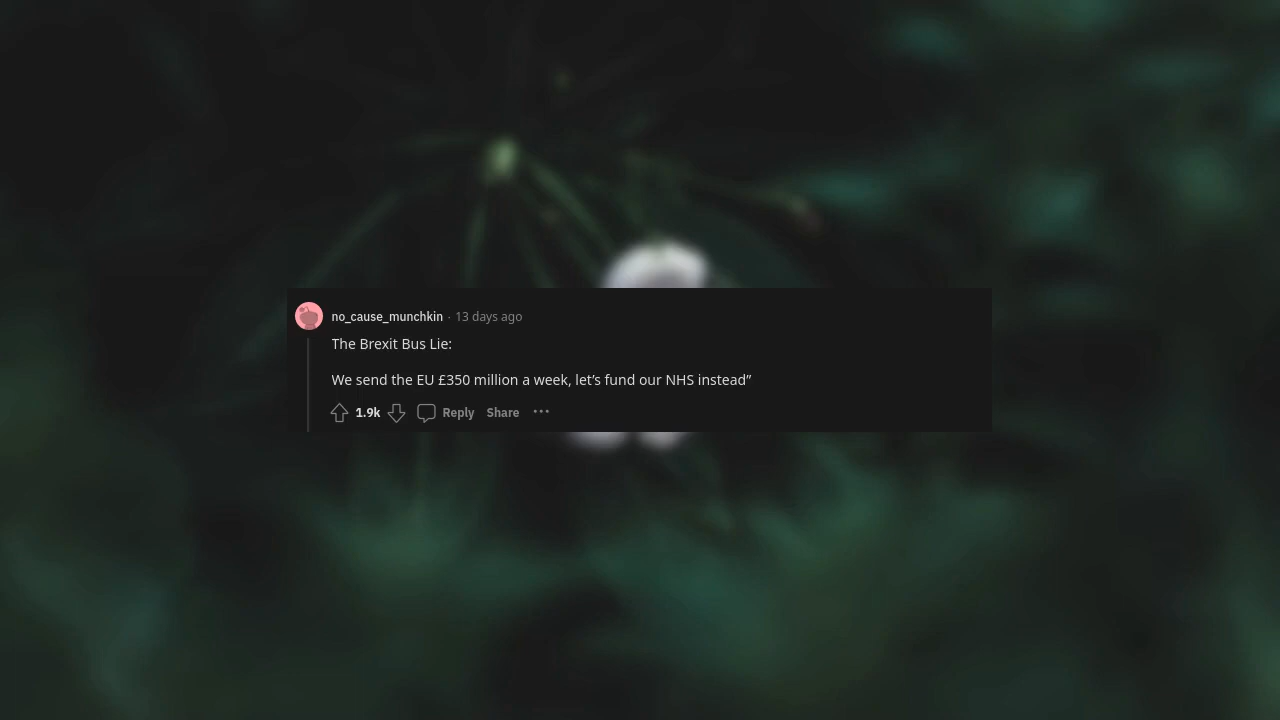 no_cause_munchkin · 13 days ago
The Brexit Bus Lie:
We send the EU £350 million a week, let’s fund our NHS instead”
1.9k Reply Share ···